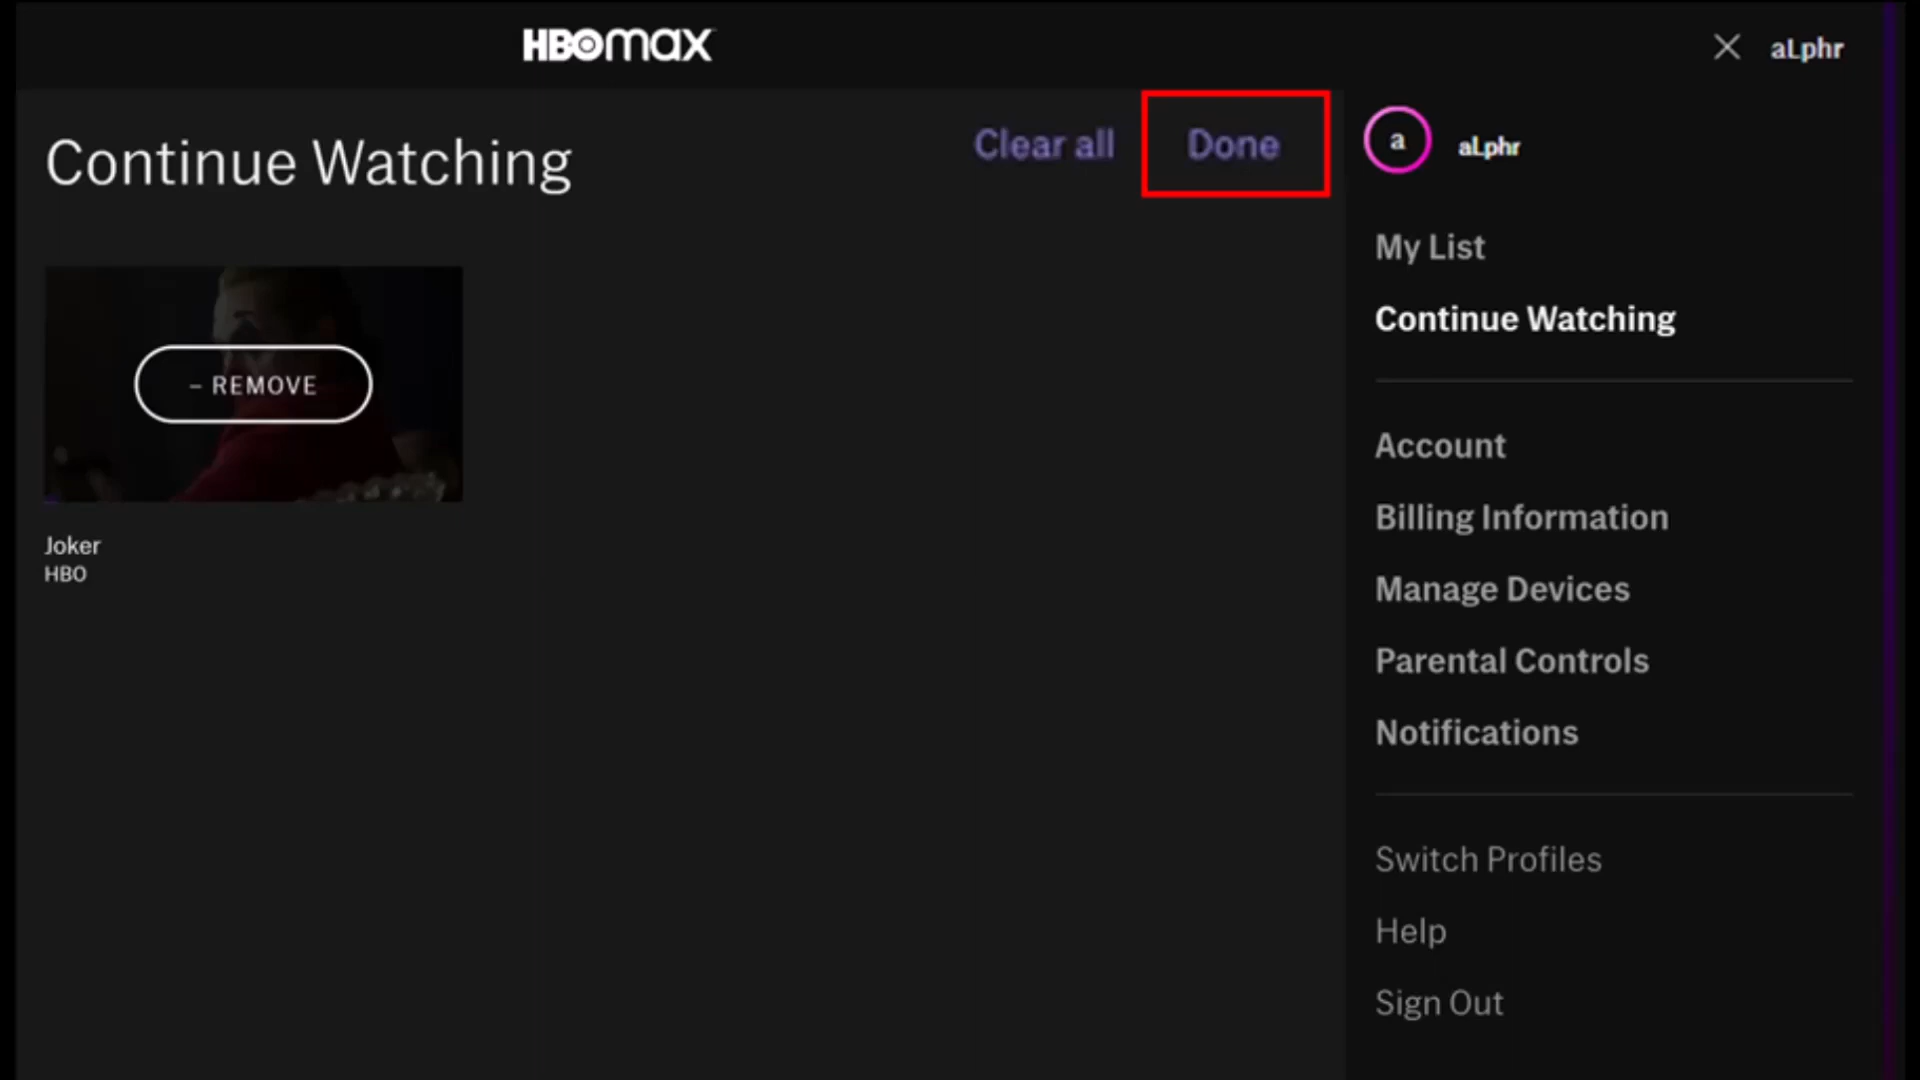 HBOmax
aLphr
Continue Watching
Clear all
Done
– REMOVE
Joker
HBO
a
aLphr
My List
Continue Watching
Account
Billing Information
Manage Devices
Parental Controls
Notifications
Switch Profiles
Help
Sign Out